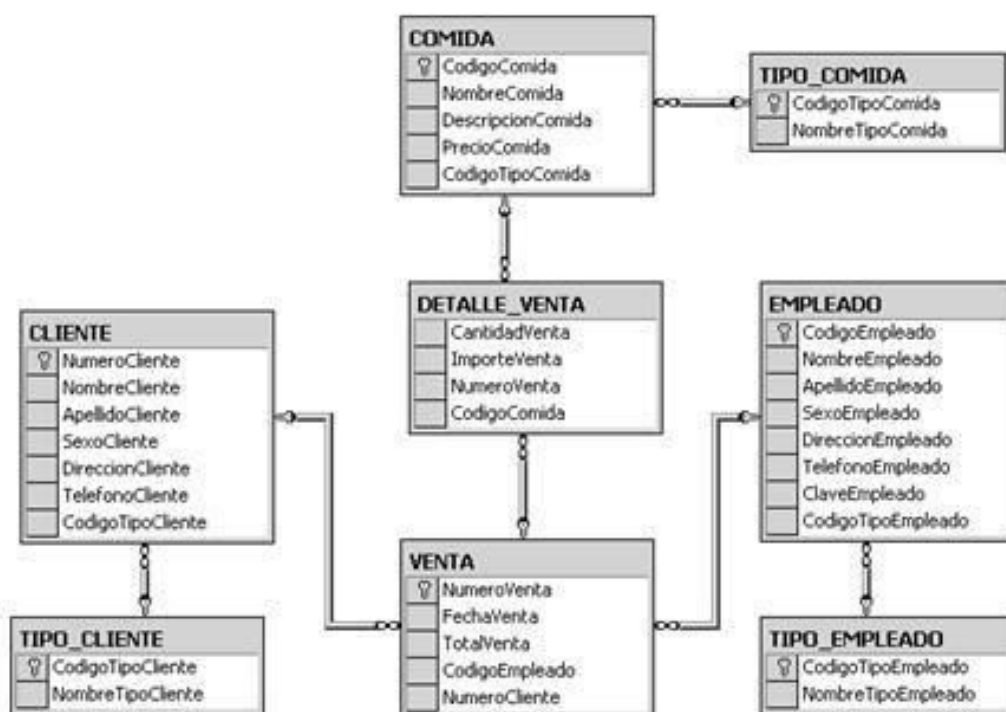 COMIDA
CodigoComida
NombreComida
DescripcionComida
PrecioComida
CodigoTipoComida
TIPO_COMIDA
CodigoTipoComida
NombreTipoComida
DETALLE_VENTA
CantidadVenta
ImporteVenta
NumeroVenta
CodigoComida
CLIENTE
NumeroCliente
NombreCliente
ApellidoCliente
SexoCliente
DireccionCliente
TelefonoCliente
CodigoTipoCliente
EMPLEADO
CodigoEmpleado
NombreEmpleado
ApellidoEmpleado
SexoEmpleado
DireccionEmpleado
TelefonoEmpleado
ClaveEmpleado
CodigoTipoEmpleado
VENTA
NumeroVenta
FechaVenta
TotalVenta
CodigoEmpleado
NumeroCliente
TIPO_CLIENTE
CodigoTipoCliente
NombreTipoCliente
TIPO_EMPLEADO
CodigoTipoEmpleado
NombreTipoEmpleado